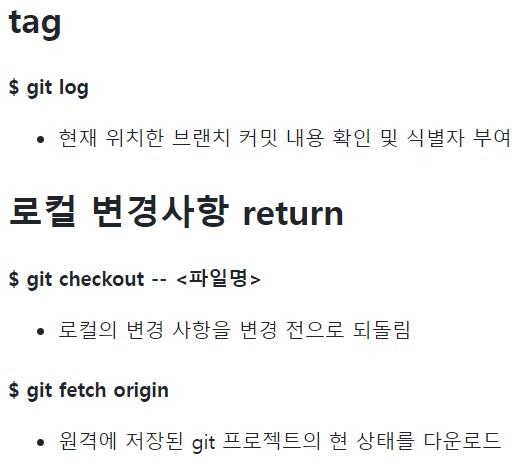 tag
$ git log
• 현재 위치한 브랜치 커밋 내용 확인 및 식별자 부여
로컬 변경사항 return
$ git checkout -- <파일명>
• 로컬의 변경 사항을 변경 전으로 되돌림
$ git fetch origin
• 원격에 저장된 git 프로젝트의 현 상태를 다운로드